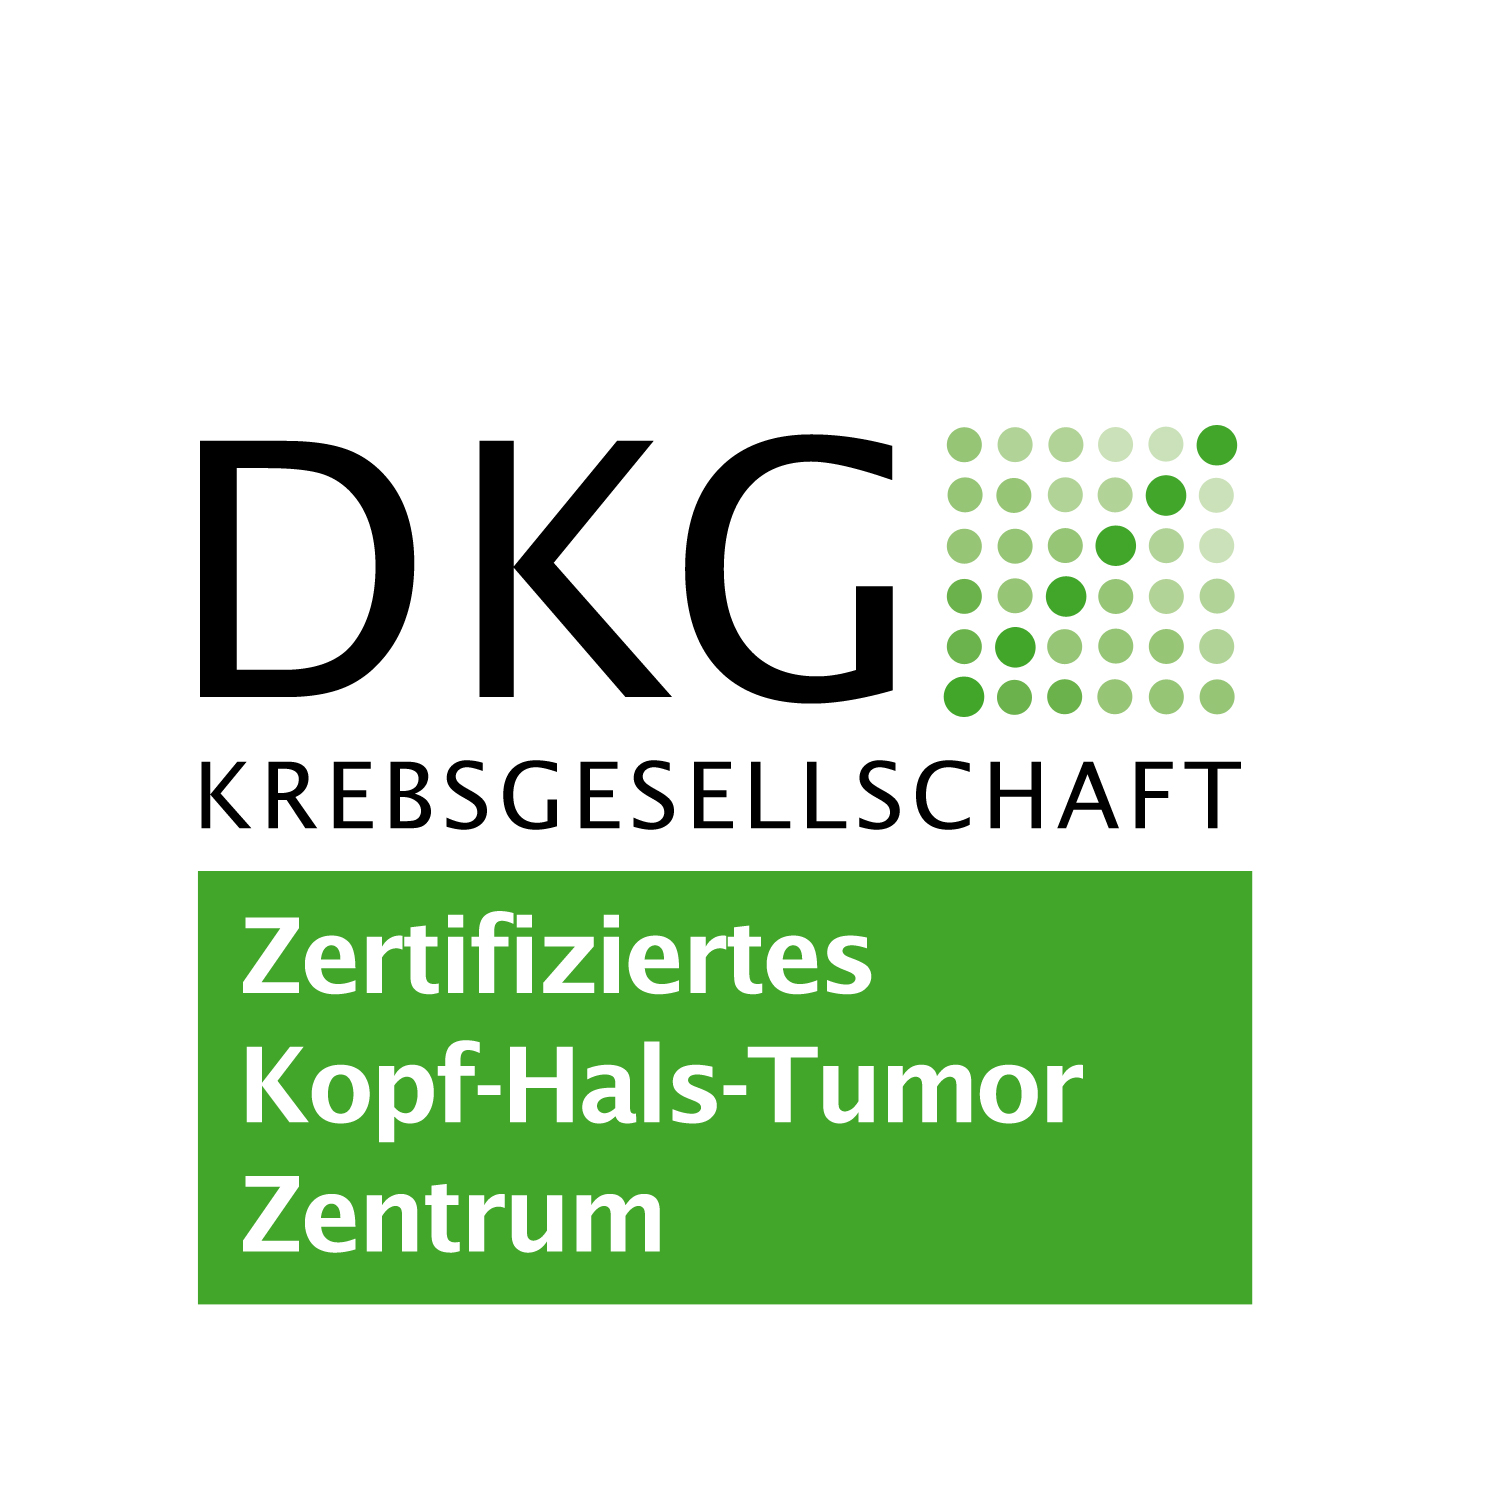 DKG
KREBSGESELLSCHAFT
Zertifiziertes
Kopf-Hals-Tumor
Zentrum